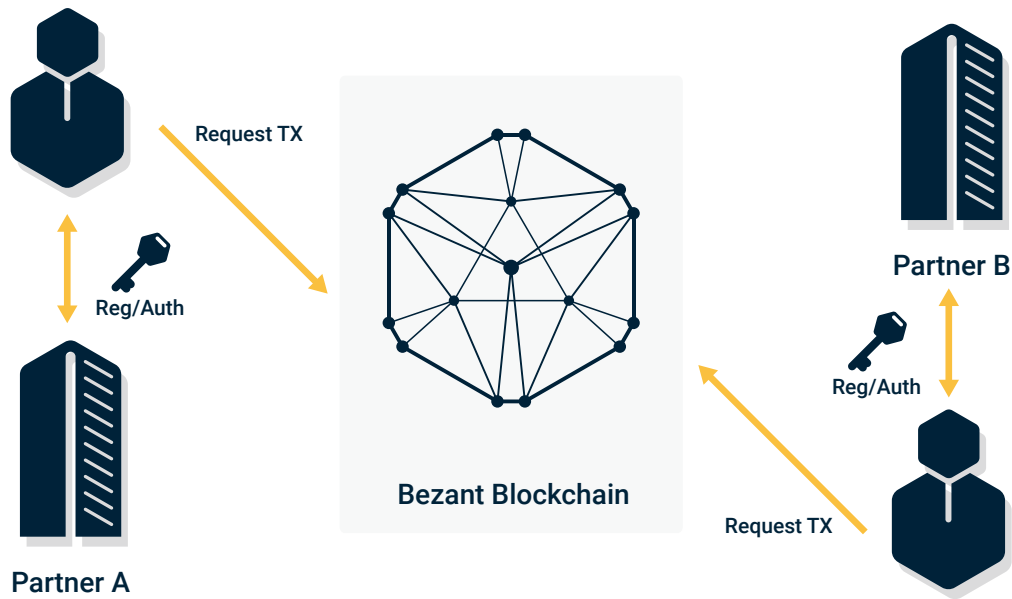 Request TX
Partner B
Reg/Auth
Reg/Auth
Bezant Blockchain
Request TX
Partner A